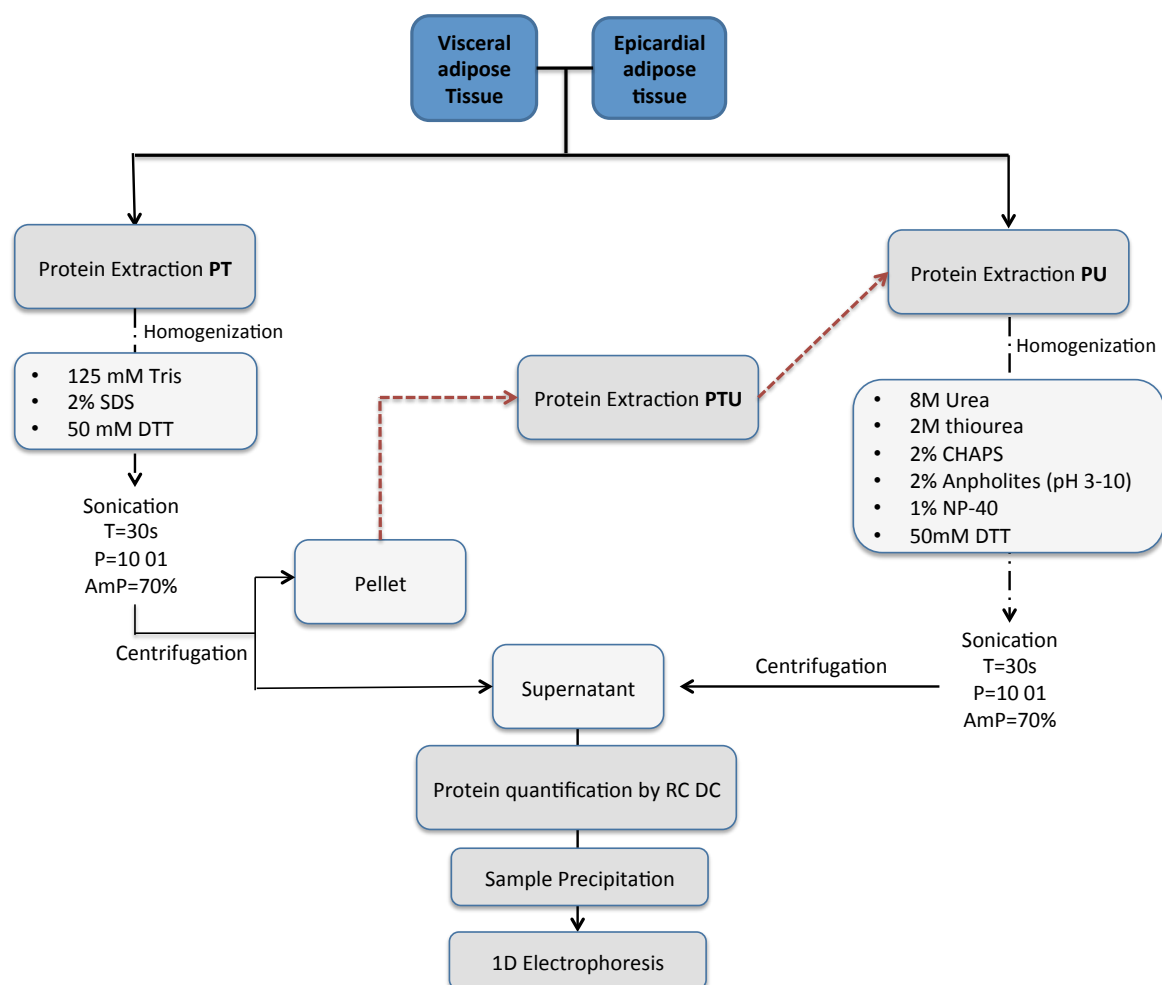 Visceral
adipose
Tissue
Epicardial
adipose
tissue
Protein Extraction PT
Protein Extraction PU
Homogenization
Homogenization
• 125 mM Tris
• 2% SDS
• 50 mM DTT
Protein Extraction PTU
• 8M Urea
• 2M thiourea
• 2% CHAPS
• 2% Anpholites (pH 3-10)
• 1% NP-40
• 50mM DTT
Sonication
T=30s
P=10 01
AmP=70%
Pellet
Centrifugation
Sonication
T=30s
P=10 01
AmP=70%
Centrifugation
Supernatant
Protein quantification by RC DC
Sample Precipitation
1D Electrophoresis